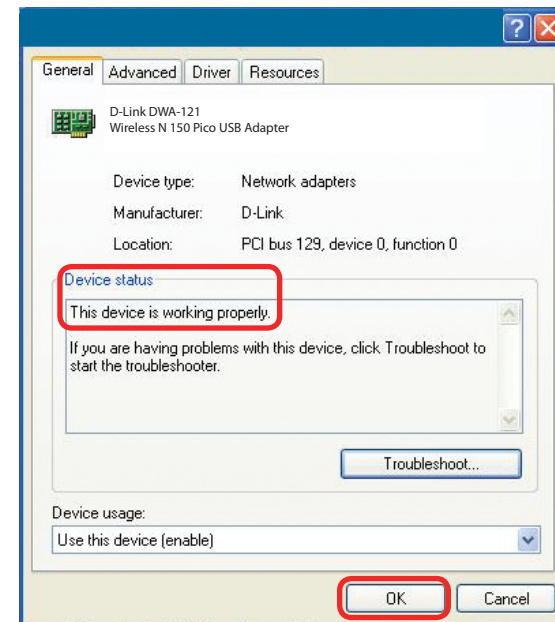 ?
General Advanced Driver Resources
D-Link DWA-121
Wireless N 150 Pico USB Adapter
Device type: Network adapters
Manufacturer: D-Link
Location: PCI bus 129, device 0, function 0
Device status
This device is working properly.
If you are having problems with this device, click Troubleshoot to
start the troubleshooter.
Troubleshoot...
Device usage:
Use this device (enable)
OK Cancel